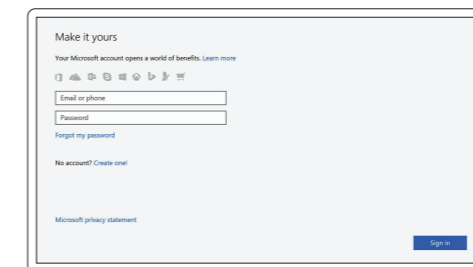 Make it yours
Your Microsoft account opens a world of benefits. Learn more
Email or phone
Password
Forgot my password
No account? Create one!
Microsoft privacy statement
Sign in